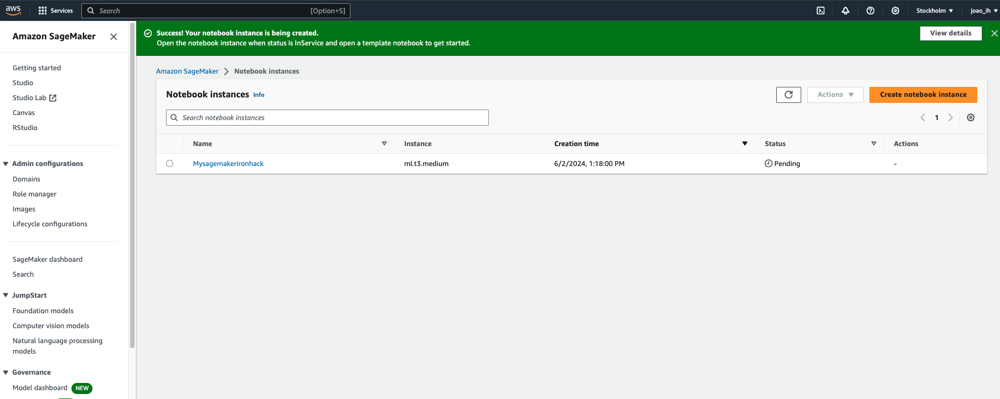 aws
Services
Search
[Option+S]
Stockholm ▼
joao_ih ▼
Amazon SageMaker
Getting started
Studio
Studio Lab
Canvas
RStudio
Admin configurations
Domains
Role manager
Images
Lifecycle configurations
SageMaker dashboard
Search
JumpStart
Foundation models
Computer vision models
Natural language processing
models
Governance
Model dashboard NEW
Success! Your notebook instance is being created.
Open the notebook instance when status is InService and open a template notebook to get started.
View details
Amazon SageMaker > Notebook instances
Notebook instances Info
Actions ▼
Create notebook instance
Search notebook instances
1
Name Instance Creation time Status Actions
Mysagemakerironhack ml.t3.medium 6/2/2024, 1:18:00 PM Pending -